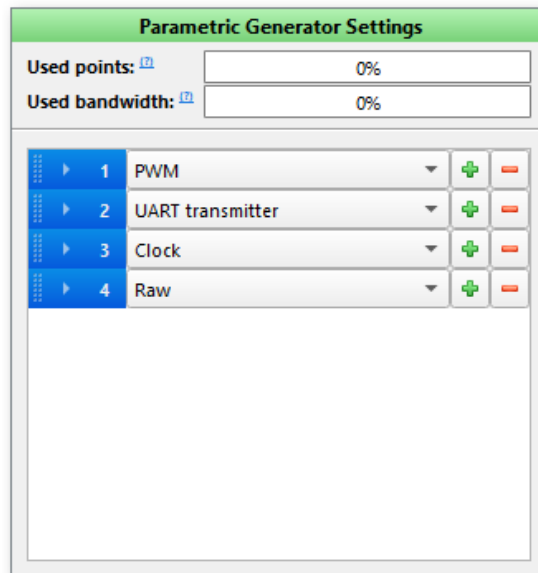 Parametric Generator Settings
Used points: [?] 0%
Used bandwidth: [?] 0%
1 PWM
2 UART transmitter
3 Clock
4 Raw